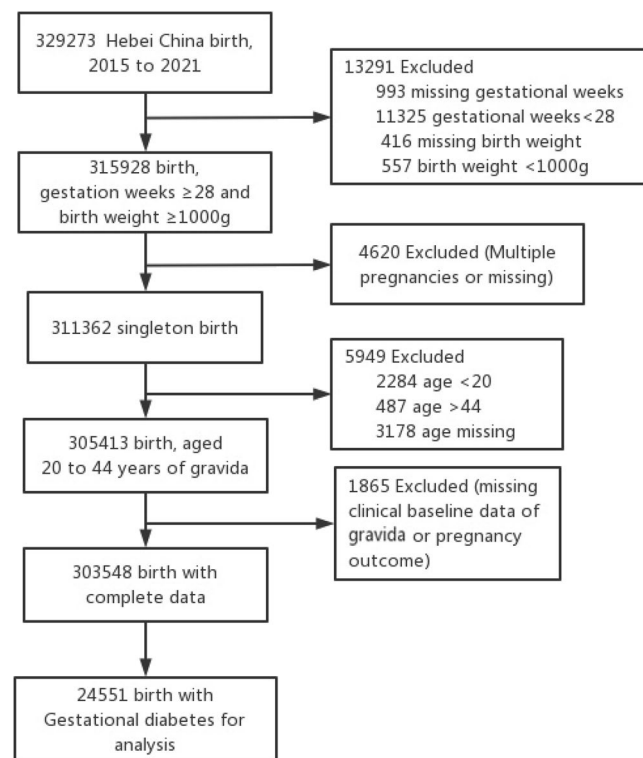 329273 Hebei China birth,
2015 to 2021
13291 Excluded
993 missing gestational weeks
11325 gestational weeks<28
416 missing birth weight
557 birth weight <1000g
315928 birth,
gestation weeks ≥28 and
birth weight ≥1000g
4620 Excluded (Multiple
pregnancies or missing)
311362 singleton birth
5949 Excluded
2284 age <20
487 age >44
3178 age missing
305413 birth, aged
20 to 44 years of gravida
1865 Excluded (missing
clinical baseline data of
gravida or pregnancy
outcome)
303548 birth with
complete data
24551 birth with
Gestational diabetes for
analysis